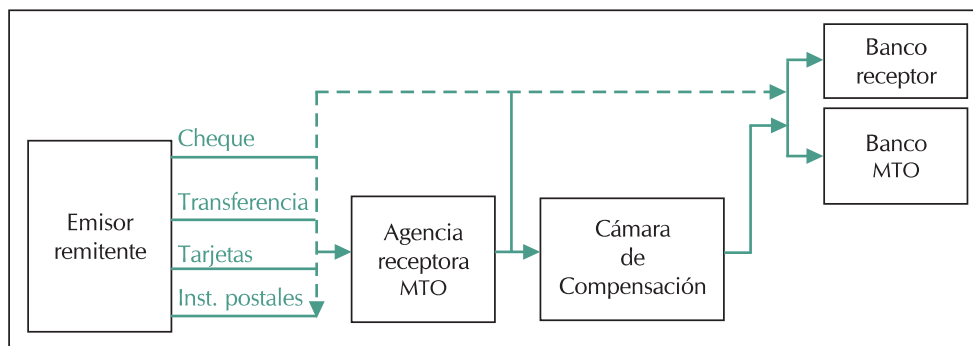 Emisor
remitente
Cheque
Transferencia
Tarjetas
Inst. postales
Agencia
receptora
MTO
Cámara
de
Compensación
Banco
receptor
Banco
MTO